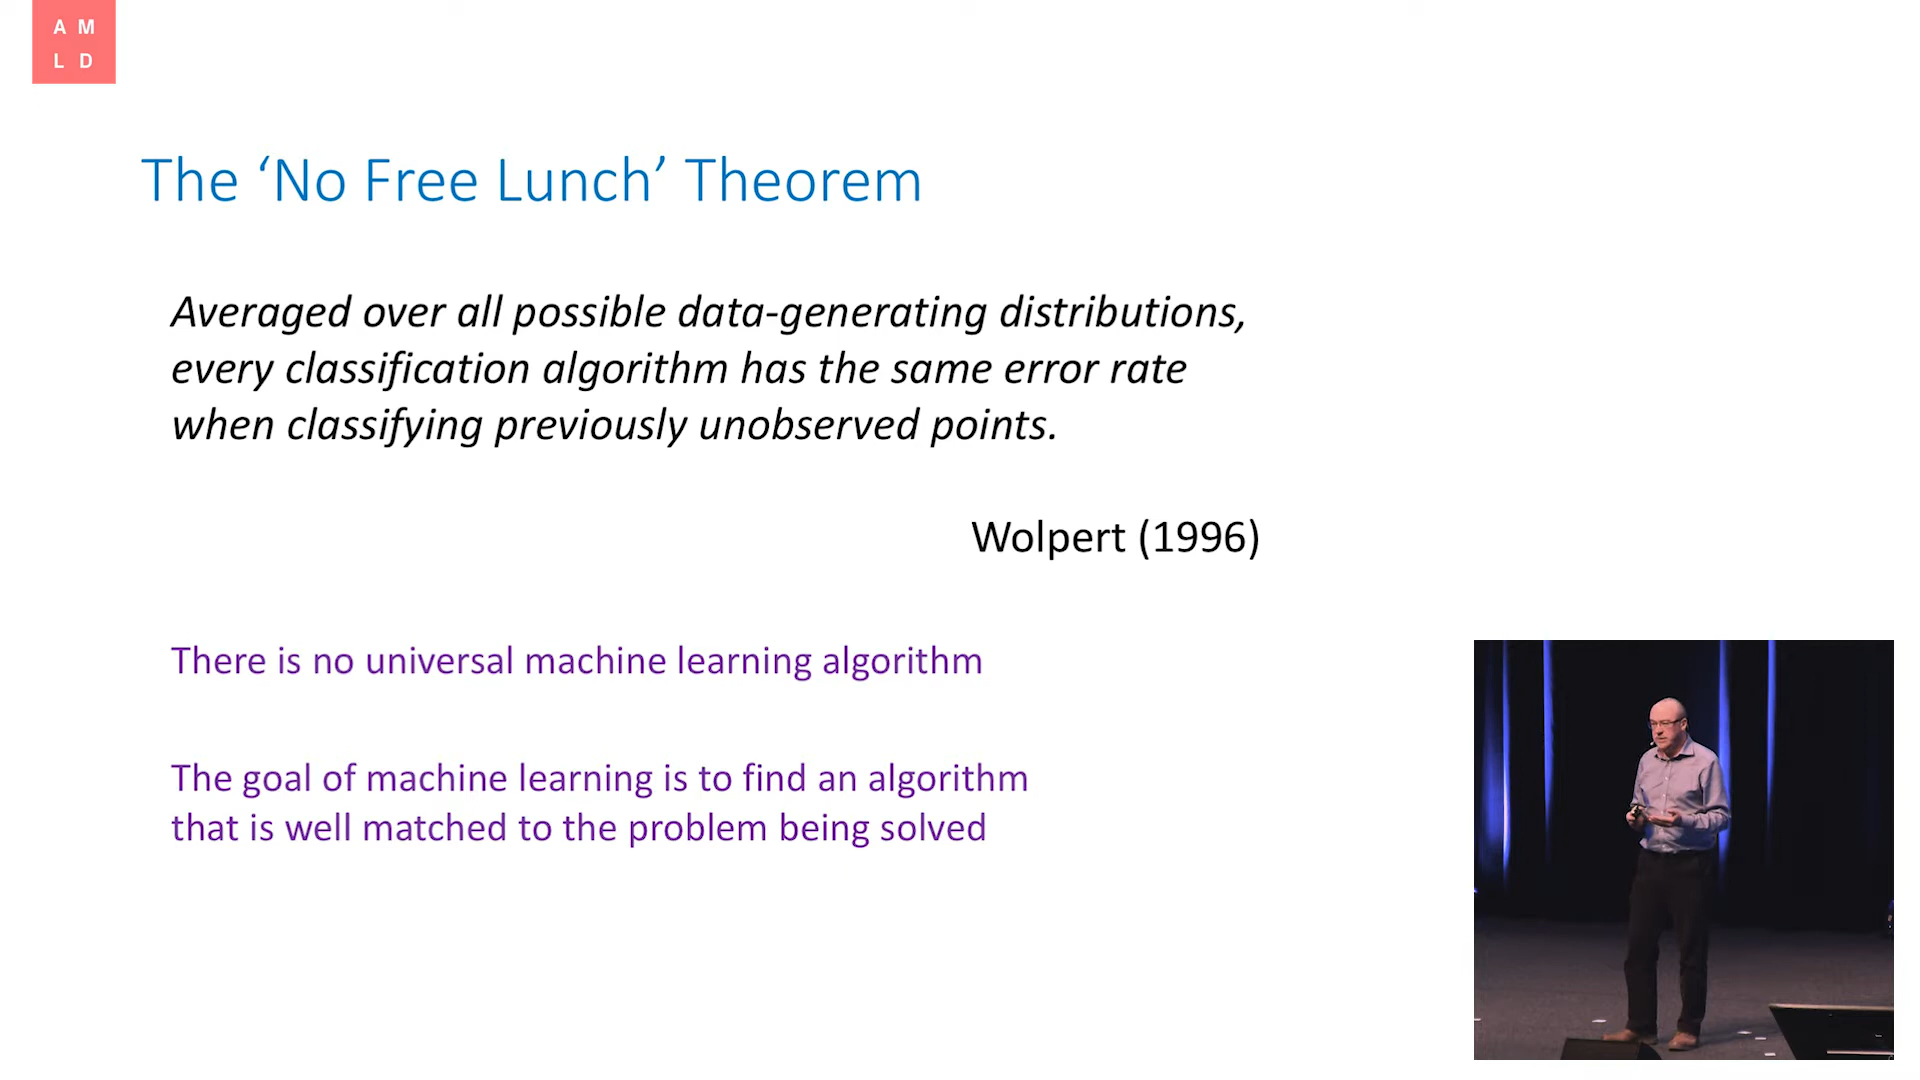 A M
L D
The ‘No Free Lunch’ Theorem
Averaged over all possible data-generating distributions,
every classification algorithm has the same error rate
when classifying previously unobserved points.
Wolpert (1996)
There is no universal machine learning algorithm
The goal of machine learning is to find an algorithm
that is well matched to the problem being solved